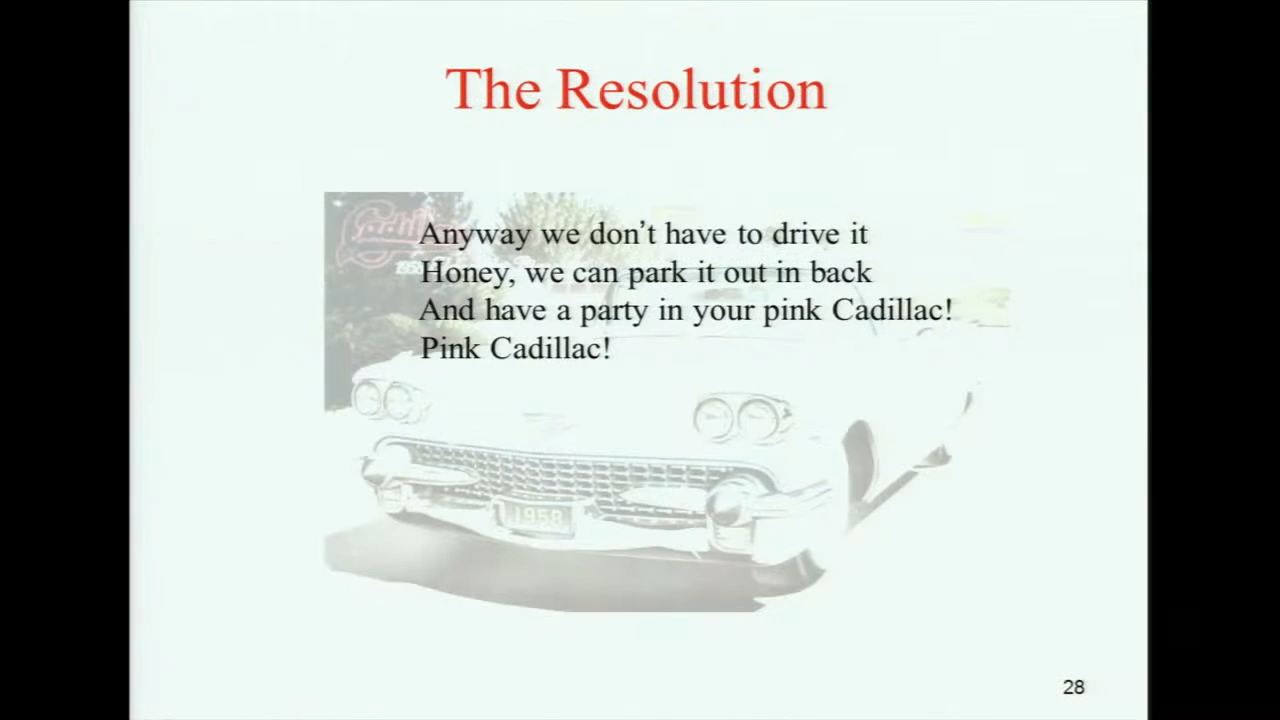 The Resolution
Anyway we don’t have to drive it
Honey, we can park it out in back
And have a party in your pink Cadillac!
Pink Cadillac!
1958
28